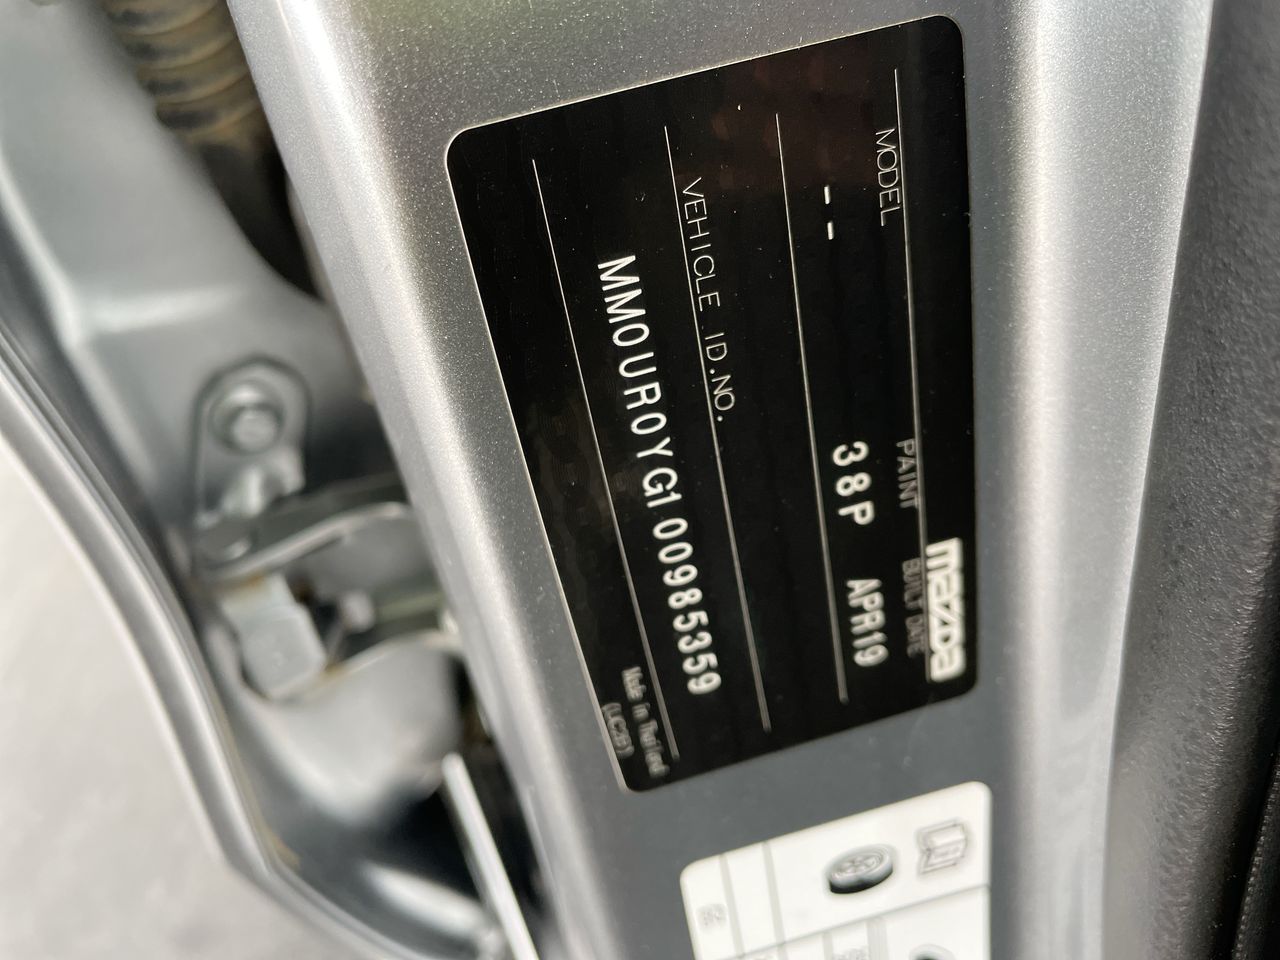 mazda
MODEL PAINT BUILT DATE
-- 38P APR19
VEHICLE ID.NO.
MM0UR0YG100985359
Made in Thailand